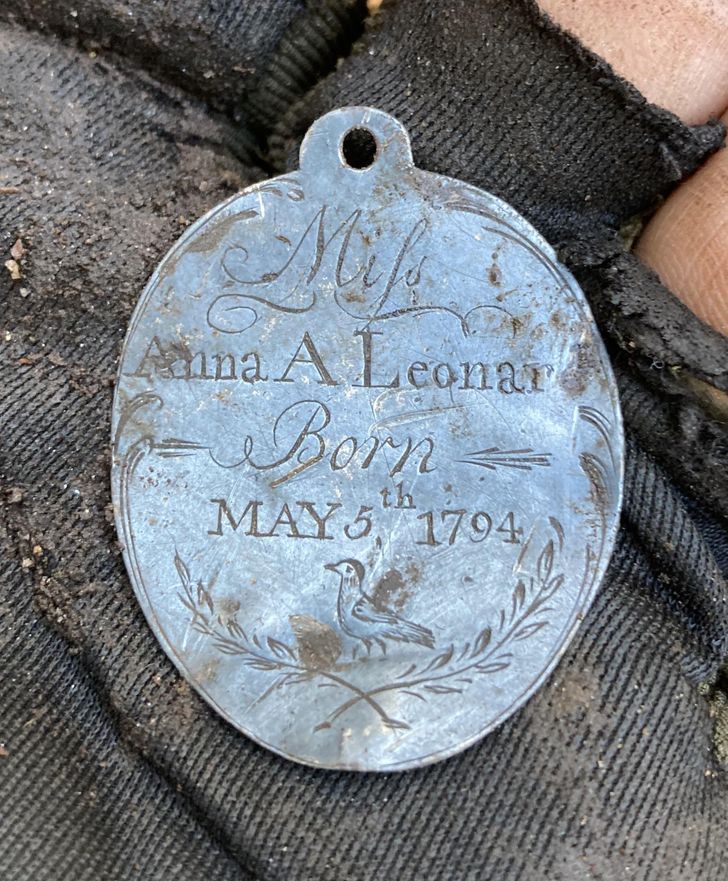 Miſs
Anna A Leonar
Born
MAY 5th 1794